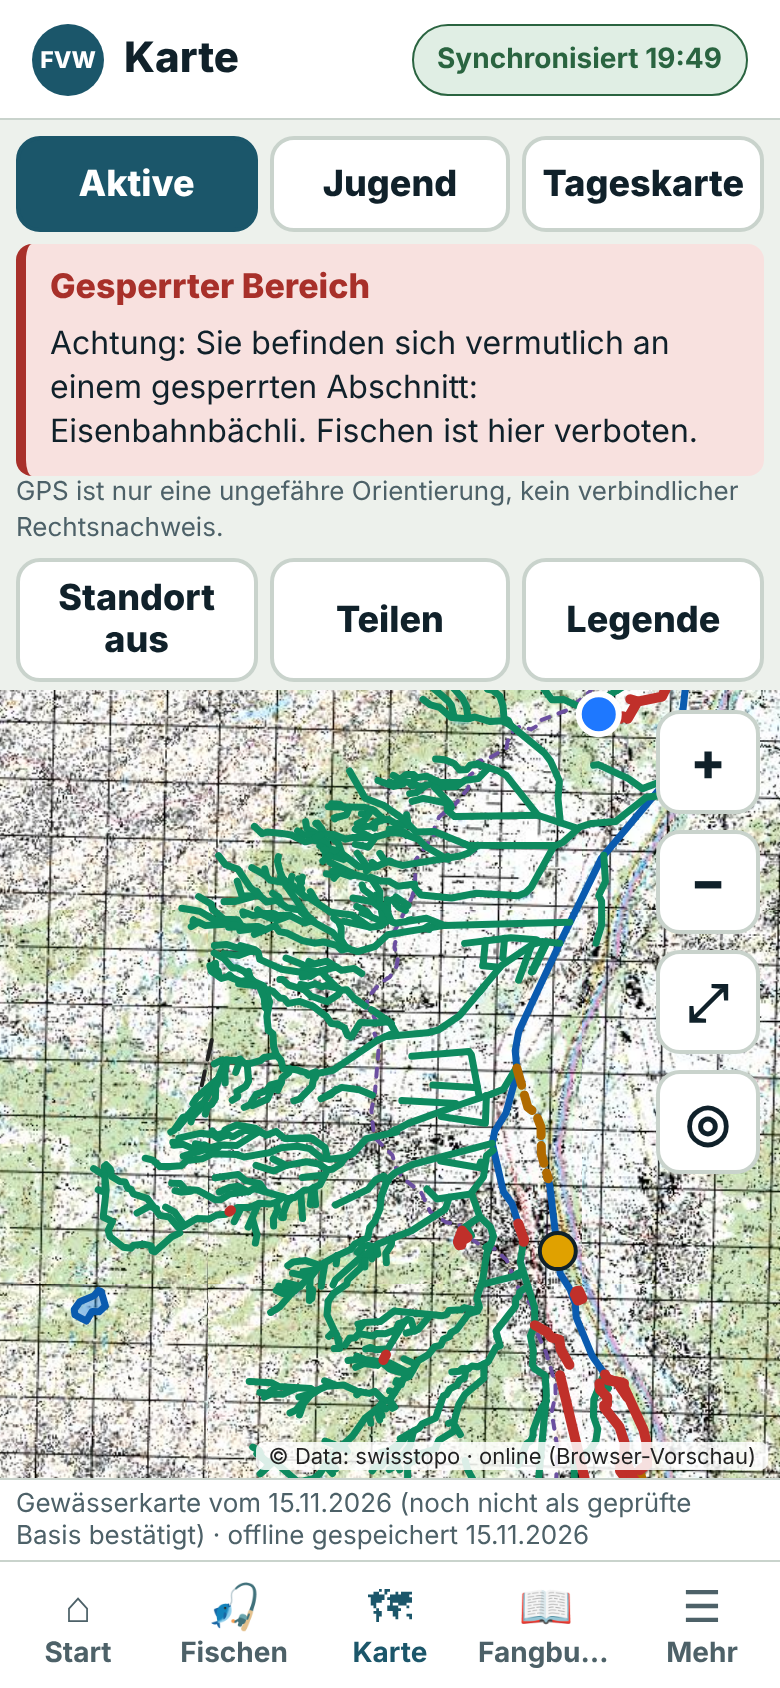 FVW Karte Synchronisiert 19:49
Aktive Jugend Tageskarte
Gesperrter Bereich
Achtung: Sie befinden sich vermutlich an
einem gesperrten Abschnitt:
Eisenbahnbächli. Fischen ist hier verboten.
GPS ist nur eine ungefähre Orientierung, kein verbindlicher
Rechtsnachweis.
Standort
aus
Teilen
Legende
© Data: swisstopo · online (Browser-Vorschau)
Gewässerkarte vom 15.11.2026 (noch nicht als geprüfte
Basis bestätigt) · offline gespeichert 15.11.2026
Start Fischen Karte Fangbu... Mehr